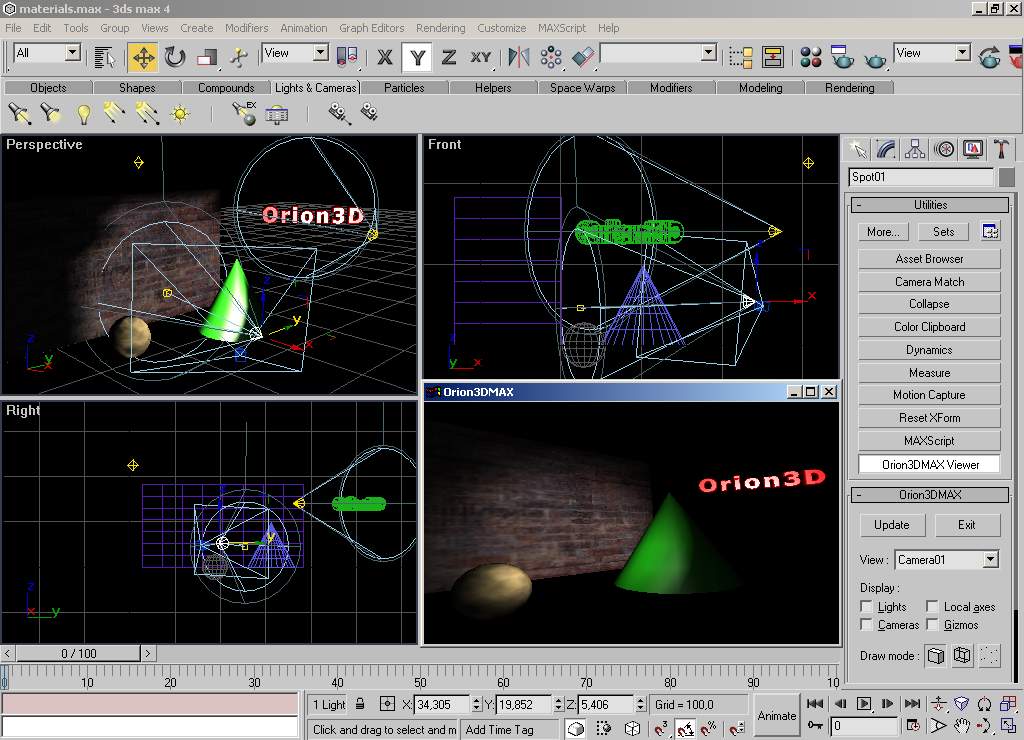 materials.max - 3ds max 4
File Edit Tools Group Views Create Modifiers Animation Graph Editors Rendering Customize MAXScript Help
All View X Y Z XY View
Objects Shapes Compounds Lights & Cameras Particles Helpers Space Warps Modifiers Modeling Rendering
EX
Perspective
Orion3D
z
y
x
z
y
x
Front
x
z
y
x
Spot01
- Utilities
More... Sets
Asset Browser
Camera Match
Collapse
Color Clipboard
Dynamics
Measure
Motion Capture
Reset XForm
MAXScript
Orion3DMAX Viewer
Right
y
z
x
y
Orion3DMAX
Orion3D
- Orion3DMAX
Update Exit
View : Camera01
Display :
Lights Local axes
Cameras Gizmos
Draw mode :
< 0 / 100 >
0 10 20 30 40 50 60 70 80 90 10
1 Light X: 34,305 Y: 19,852 Z: 5,406 Grid = 100,0
Click and drag to select and m Add Time Tag
Animate
0